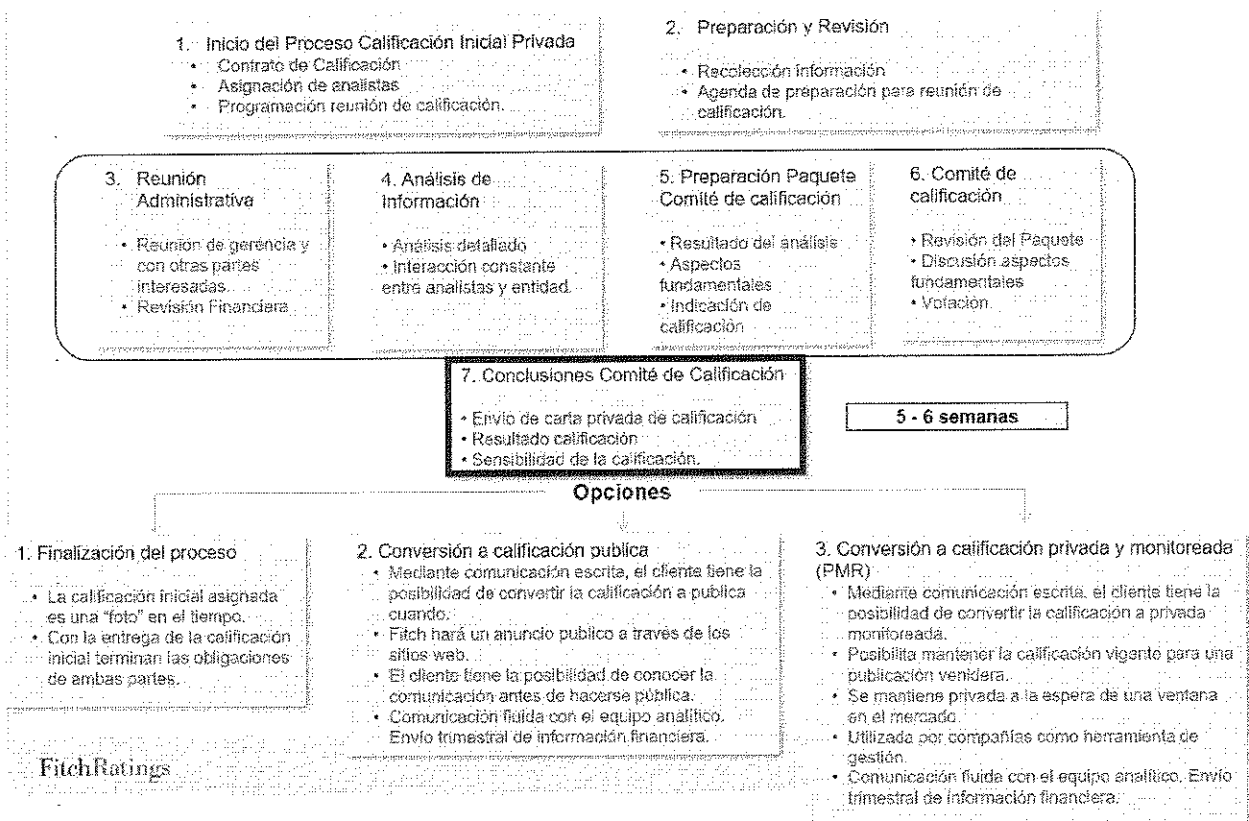 1. Inicio del Proceso Calificación Inicial Privada
• Contrato de Calificación
• Asignación de analistas
• Programación reunión de calificación.
2. Preparación y Revisión
• Recolección información
• Agenda de preparación para reunión de
calificación.
3. Reunión
Administrativa
• Reunión de gerencia y
con otras partes
interesadas.
• Revisión Financiera
4. Análisis de
Información
• Análisis detallado
• Interacción constante
entre analistas y entidad.
5. Preparación Paquete
Comité de calificación
• Resultado del análisis
• Aspectos
fundamentales
• Indicación de
calificación
6. Comité de
calificación
• Revisión del Paquete
• Discusión aspectos
fundamentales
• Votación.
7. Conclusiones Comité de Calificación
• Envío de carta privada de calificación
• Resultado calificación
• Sensibilidad de la calificación.
5 - 6 semanas
Opciones
1. Finalización del proceso
• La calificación inicial asignada
es una "foto" en el tiempo.
• Con la entrega de la calificación
inicial terminan las obligaciones
de ambas partes.
2. Conversión a calificación publica
• Mediante comunicación escrita, el cliente tiene la
posibilidad de convertir la calificación a publica
cuando.
• Fitch hará un anuncio publico a través de los
sitios web.
• El cliente tiene la posibilidad de conocer la
comunicación antes de hacerse pública.
• Comunicación fluida con el equipo analítico.
Envío trimestral de información financiera.
3. Conversión a calificación privada y monitoreada
(PMR)
• Mediante comunicación escrita, el cliente tiene la
posibilidad de convertir la calificación a privada
monitoreada.
• Posibilita mantener la calificación vigente para una
publicación venidera.
• Se mantiene privada a la espera de una ventana
en el mercado.
• Utilizada por compañías como herramienta de
gestión.
• Comunicación fluida con el equipo analítico. Envío
trimestral de información financiera.
FitchRatings